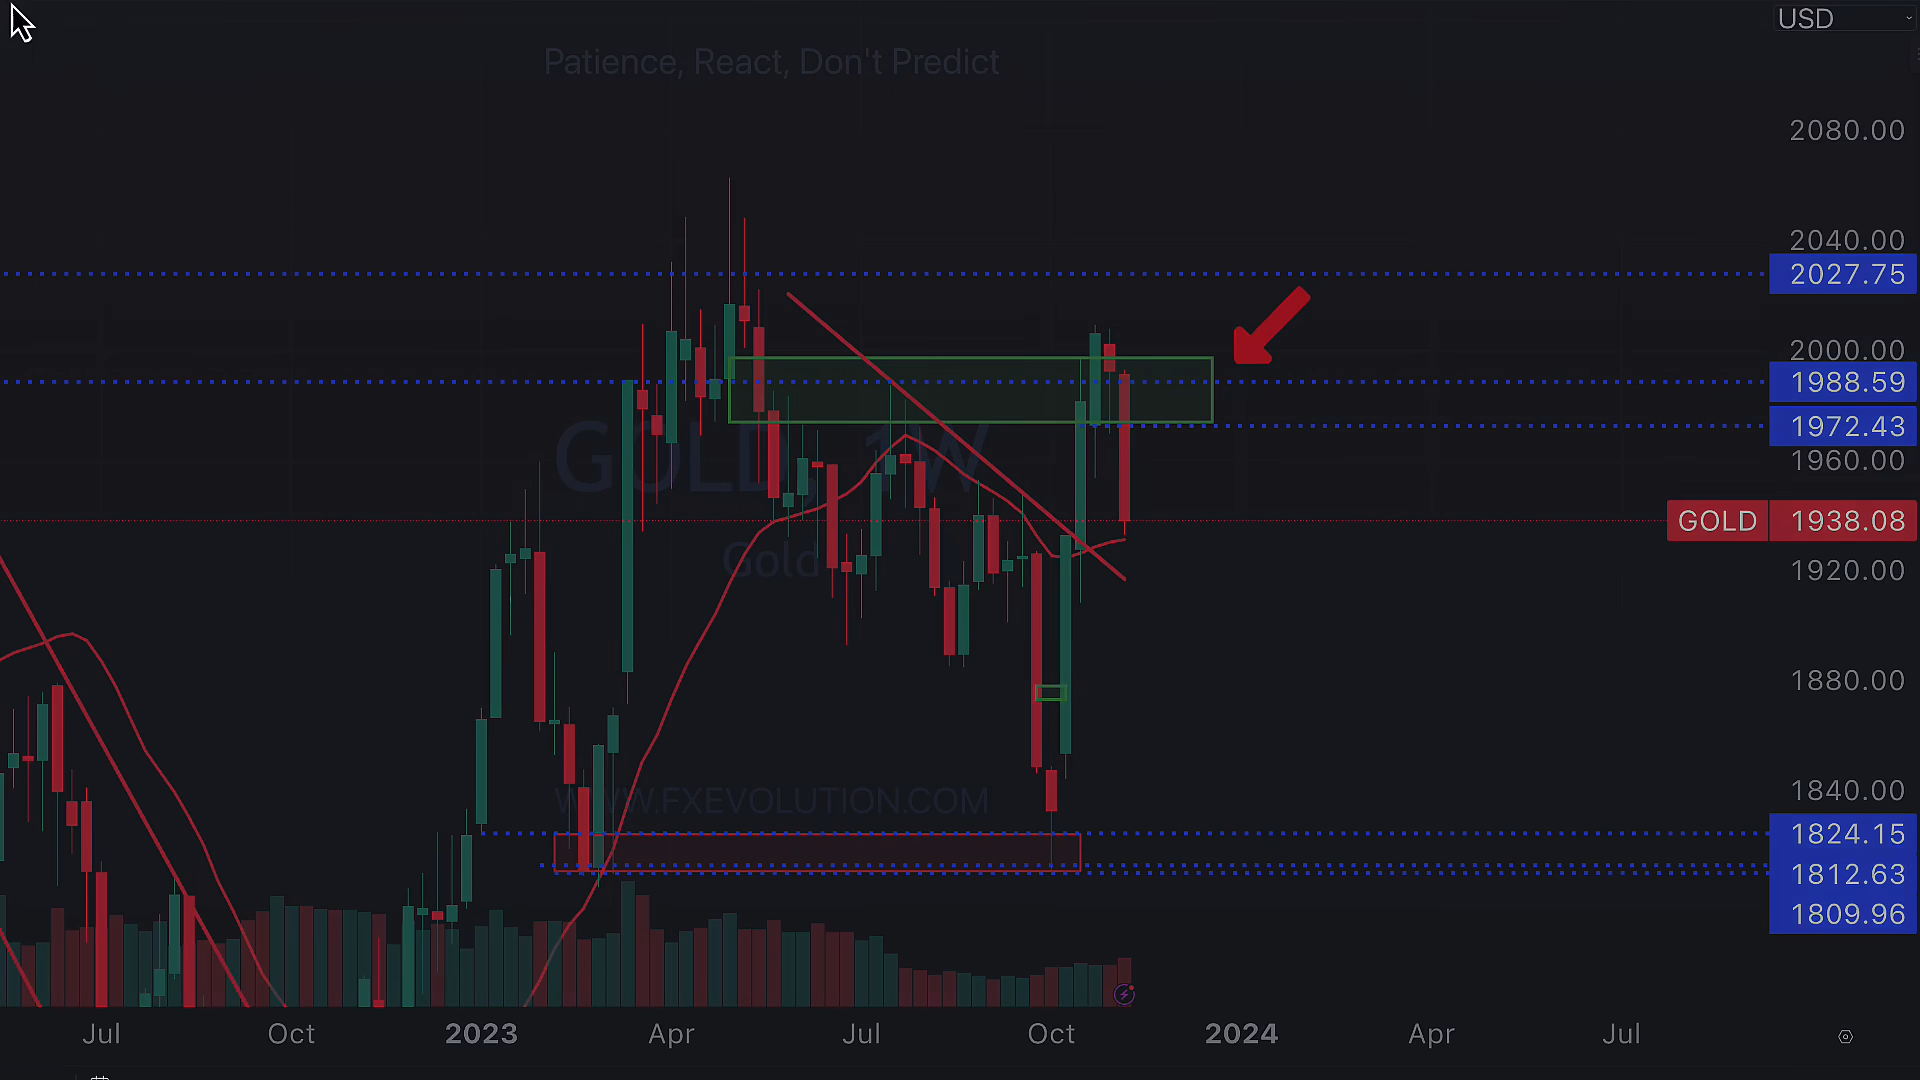 USD
Patience, React, Don't Predict
2080.00
2040.00
2027.75
2000.00
1988.59
1972.43
GOLD, 1W
1960.00
GOLD 1938.08
Gold
1920.00
1880.00
WWW.FXEVOLUTION.COM
1840.00
1824.15
1812.63
1809.96
Jul Oct 2023 Apr Jul Oct 2024 Apr Jul